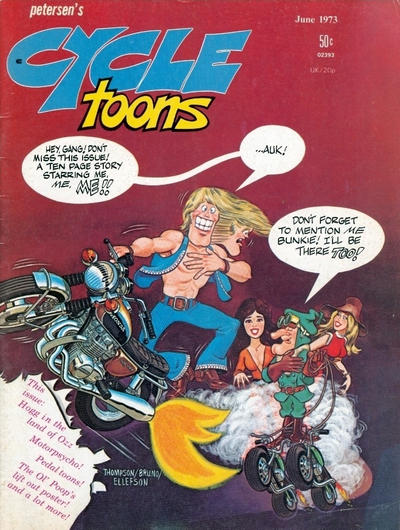 petersen's
CYCLE
toons
June 1973
50¢
02393
UK/20p
HEY, GANG! DON'T
MISS THIS ISSUE!
A TEN PAGE STORY
STARRING ME,
ME, ME!!
...AUK!
DON'T FORGET
TO MENTION ME
BUNKIE! I'LL BE
THERE TOO!
This
issue:
Hogg in the
land of Ozz
Motorpsycho!
Pedal toons!
The Ol' Poop's
lift out poster!
and a lot more!
THOMPSON/BRUNO/
ELLEFSON